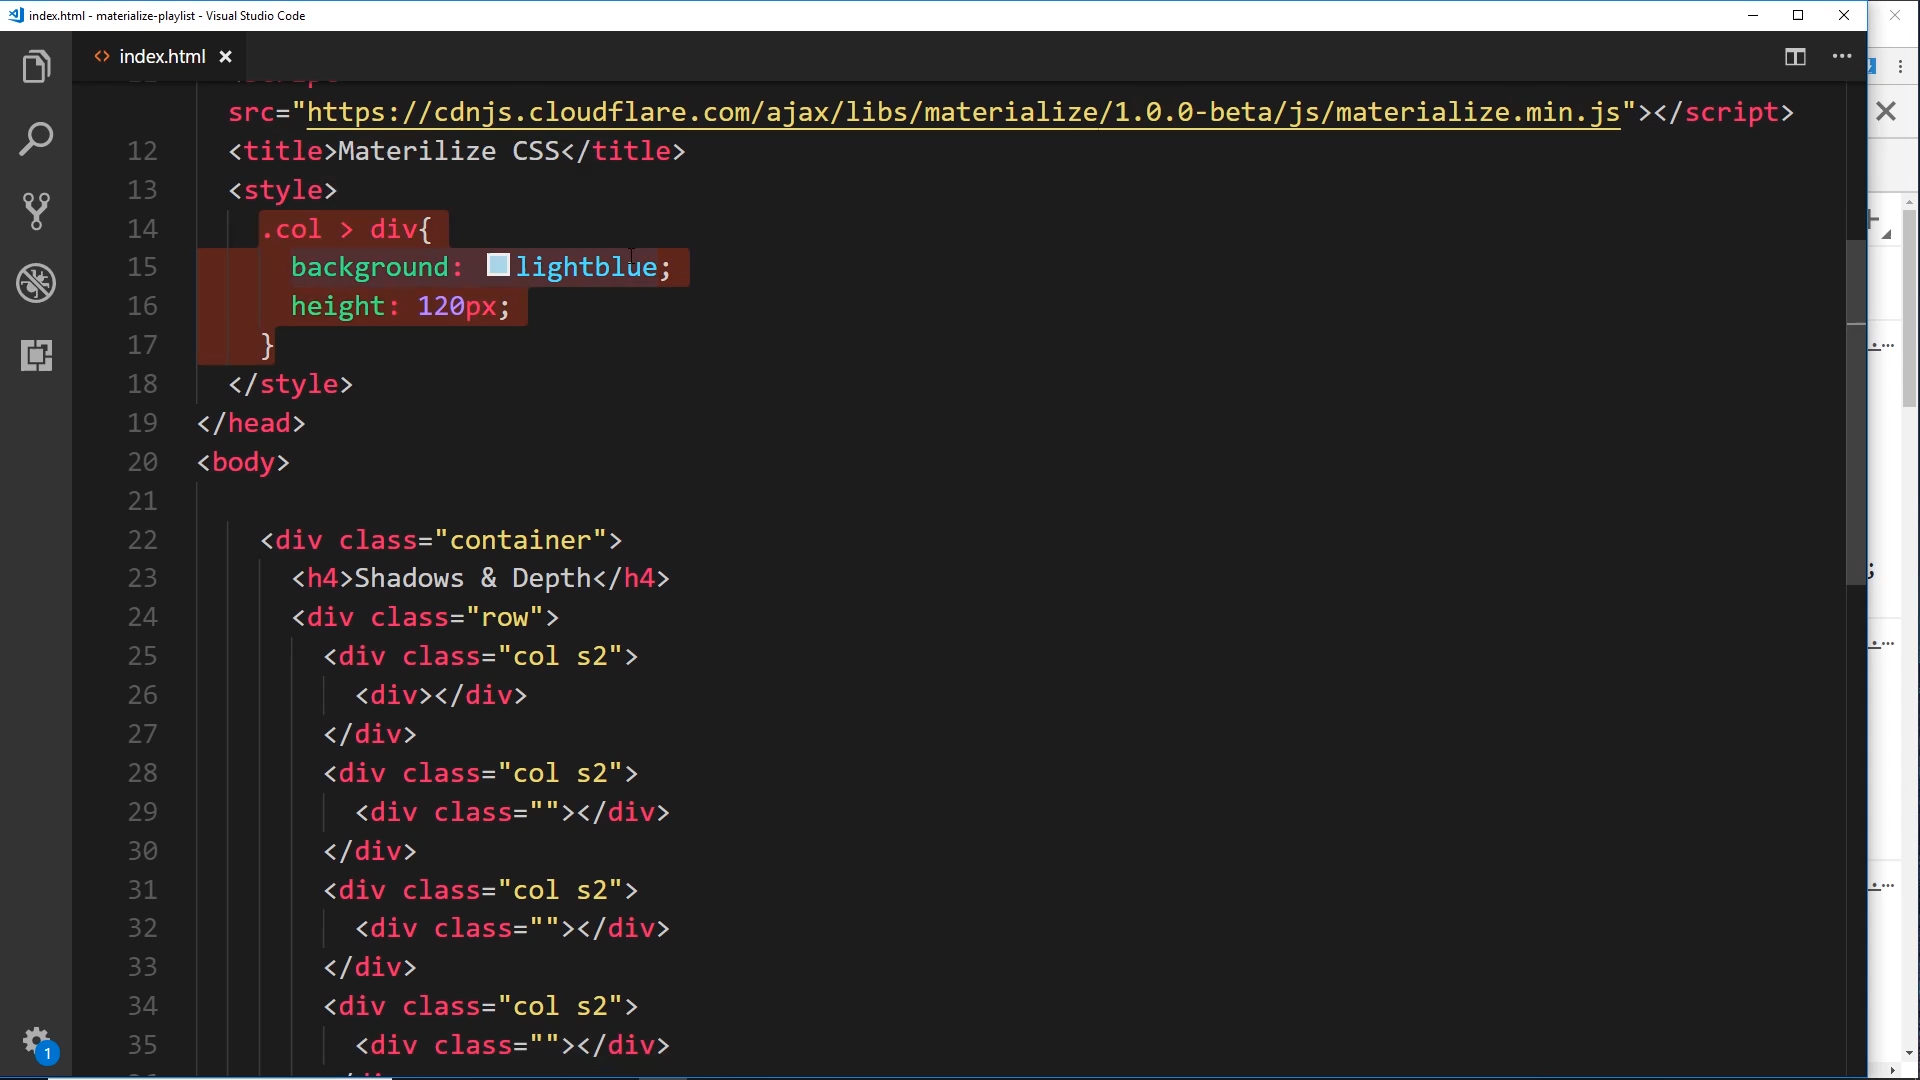 index.html - materialize-playlist - Visual Studio Code
<> index.html ×
src="https://cdnjs.cloudflare.com/ajax/libs/materialize/1.0.0-beta/js/materialize.min.js"></script>
12 <title>Materilize CSS</title>
13 <style>
14 .col > div{
15 background: lightblue;
16 height: 120px;
17 }
18 </style>
19 </head>
20 <body>
21
22 <div class="container">
23 <h4>Shadows & Depth</h4>
24 <div class="row">
25 <div class="col s2">
26 <div></div>
27 </div>
28 <div class="col s2">
29 <div class=""></div>
30 </div>
31 <div class="col s2">
32 <div class=""></div>
33 </div>
34 <div class="col s2">
35 <div class=""></div>
1
;